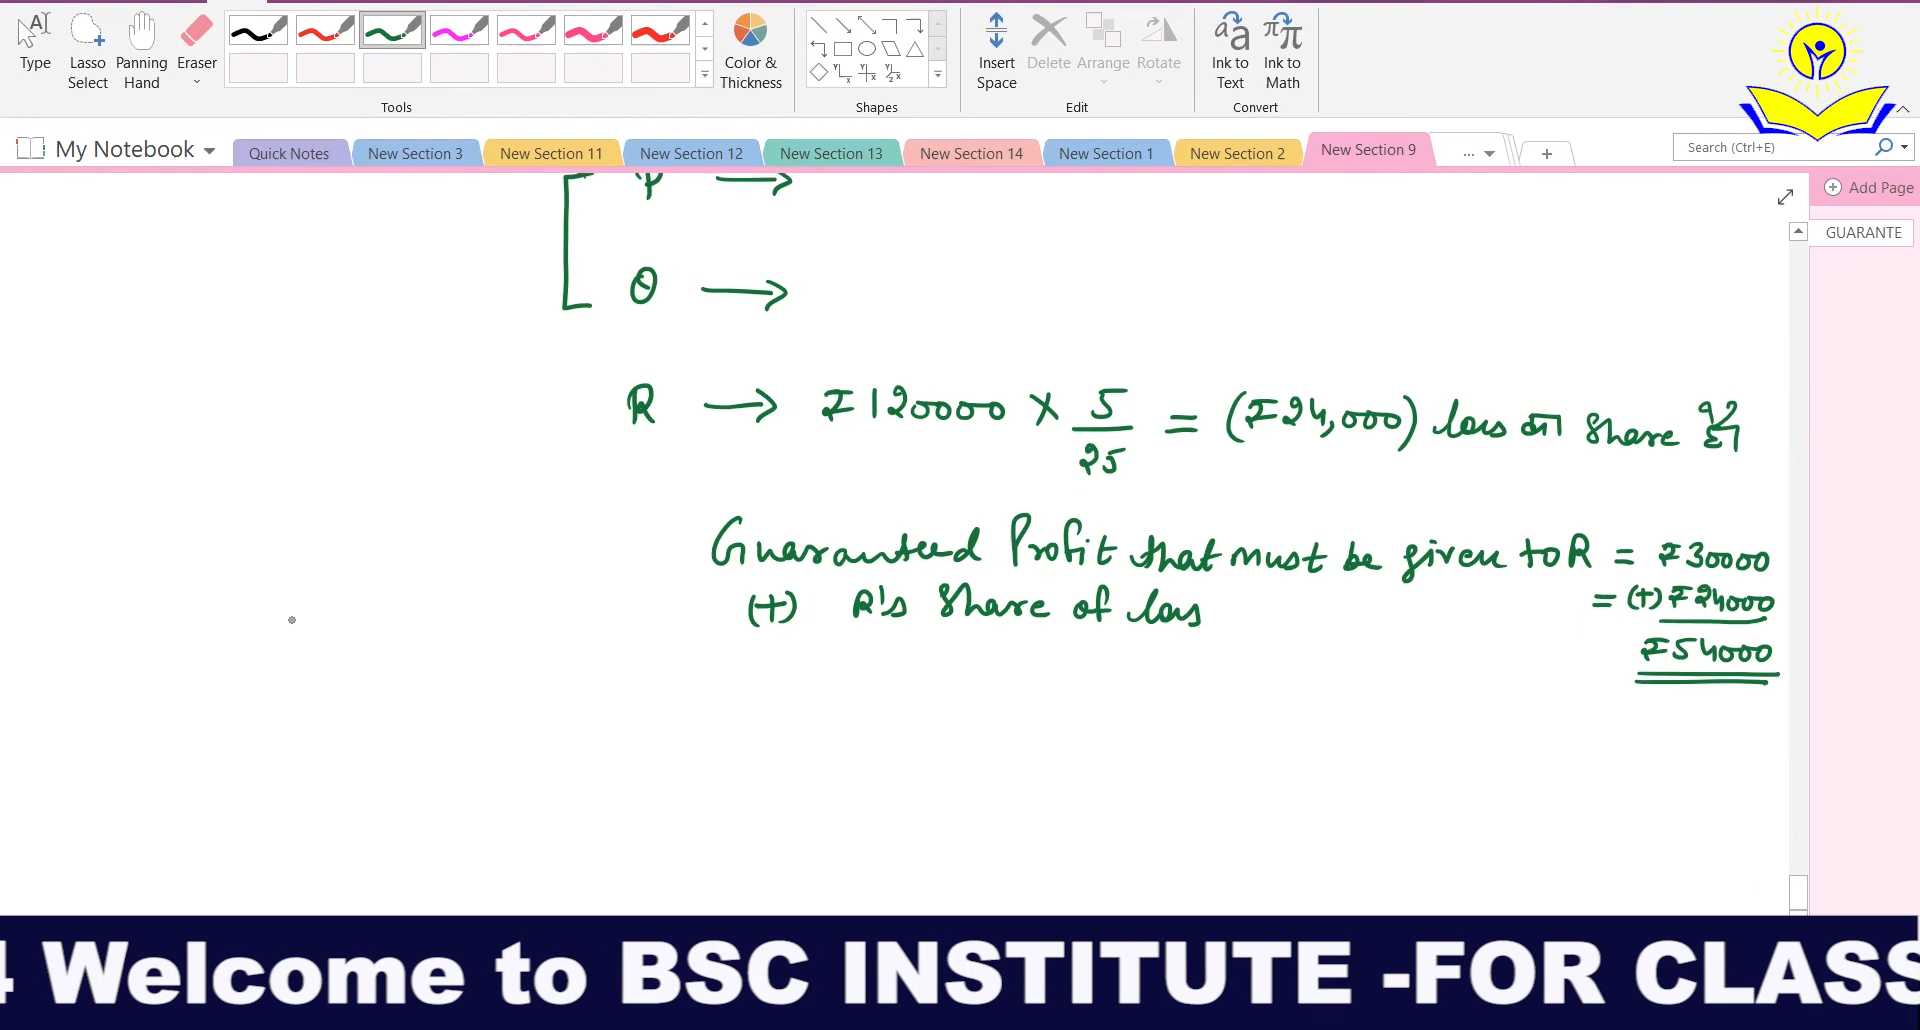 Type
Lasso Select
Panning Hand
Eraser
Color & Thickness
Insert Space
Delete
Arrange
Rotate
Ink to Text
Ink to Math
Tools
Shapes
Edit
Convert
My Notebook
Quick Notes
New Section 3
New Section 11
New Section 12
New Section 13
New Section 14
New Section 1
New Section 2
New Section 9
...
Search (Ctrl+E)
Add Page
GUARANTE
P →
Q →
R → ₹120000 × 5/25 = (₹24,000) loss का share
Guaranteed Profit that must be given to R = ₹30000
(+) R's Share of loss = (+) ₹24000
₹54000
4 Welcome to BSC INSTITUTE -FOR CLASS